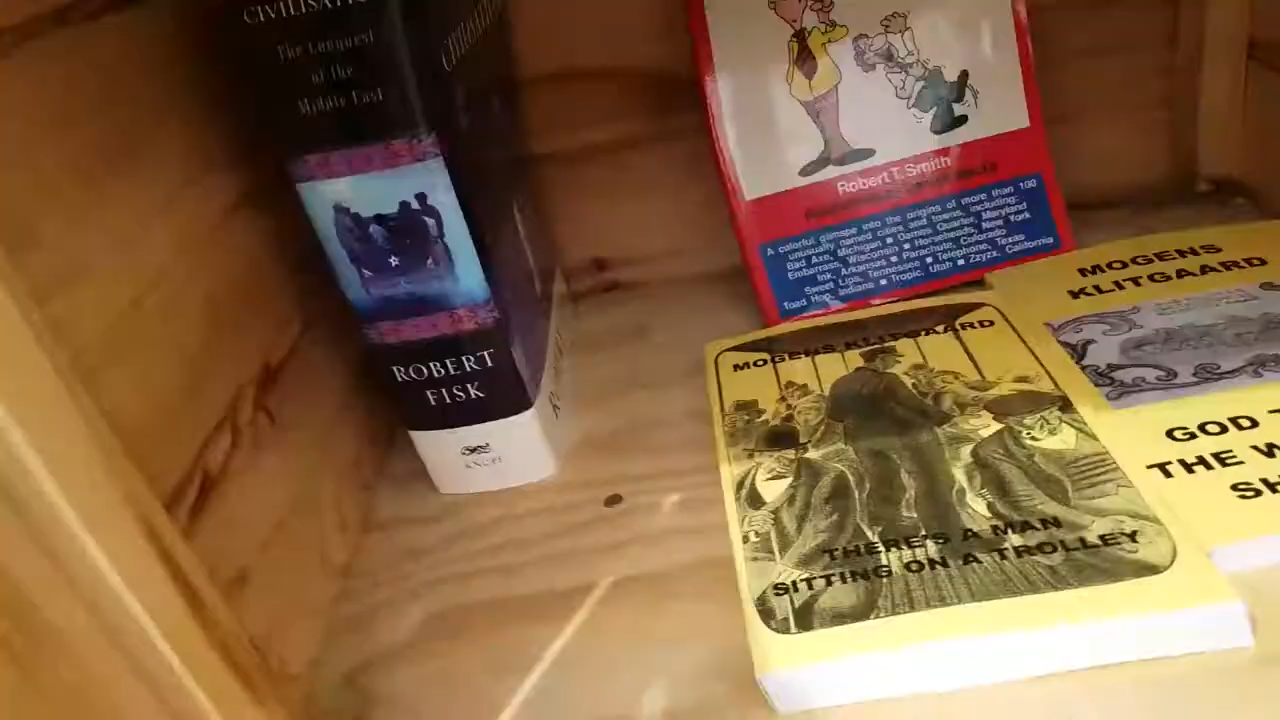 CIVILISATIO
The Conquest
of the
Middle East
ROBERT
FISK
KNOPF
Robert T. Smith
A colorful glimpse into the origins of more than 100
unusually named cities and towns, including:
Bad Axe, Michigan ■ Dames Quarter, Maryland
Embarrass, Wisconsin ■ Horseheads, New York
Ink, Arkansas ■ Parachute, Colorado
Sweet Lips, Tennessee ■ Telephone, Texas
Toad Hop, Indiana ■ Tropic, Utah ■ Zzyzx, California
MOGENS KLITGAARD
THERE'S A MAN
SITTING ON A TROLLEY
MOGENS
KLITGAARD
GOD
THE W
SH